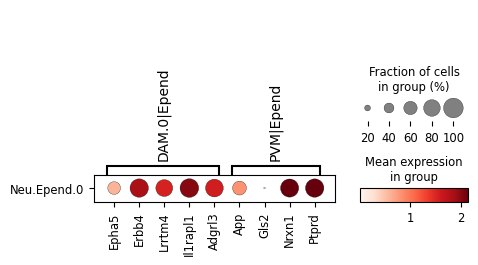 DAM.0|Epend
PVM|Epend
Fraction of cells
in group (%)
20 40 60 80 100
Mean expression
in group
1 2
Neu.Epend.0
Epha5
Erbb4
Lrrtm4
Il1rapl1
Adgrl3
App
Gls2
Nrxn1
Ptprd